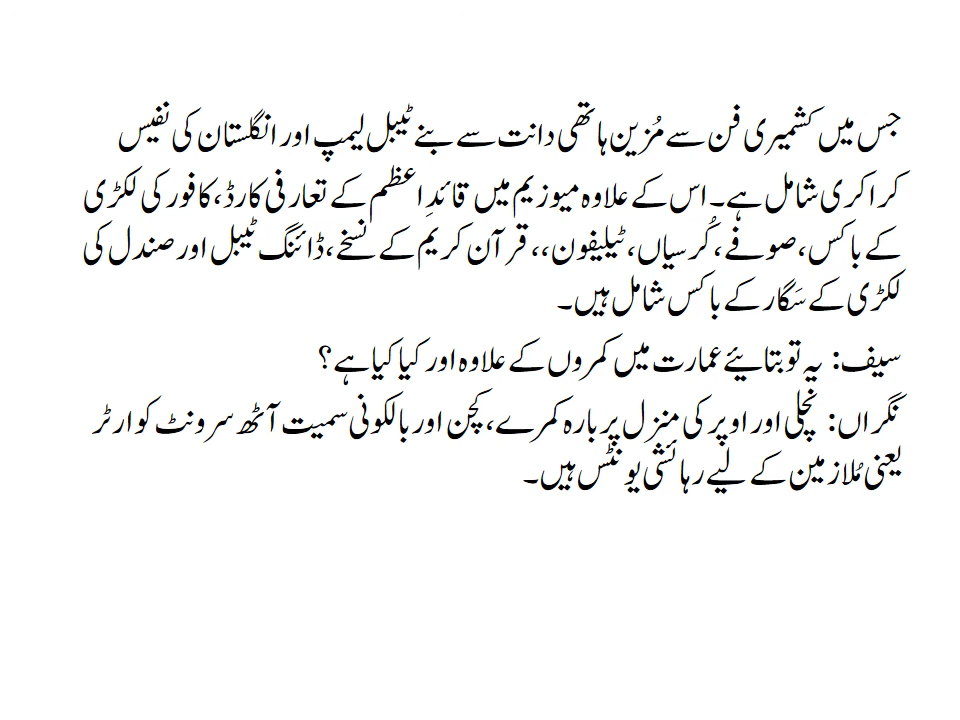 جس میں کشمیری فن سے مُزین ہاتھی دانت سے بنے ٹیبل لیمپ اور انگلستان کی نفیس
کراکری شامل ہے۔ اس کے علاوہ میوزیم میں قائدِاعظم کے تعارفی کارڈ، کافور کی لکڑی
کے باکس، صوفے، کُرسیاں، ٹیلیفون،، قرآن کریم کے نسخے، ڈائنگ ٹیبل اور صندل کی
لکڑی کے سَگار کے باکس شامل ہیں۔
سیف: یہ تو بتایئے عمارت میں کمروں کے علاوہ اور کیا کیا ہے؟
نگراں: نچلی اور اوپر کی منزل پر بارہ کمرے، کچن اور بالکونی سمیت آٹھ سرونٹ کوارٹر
یعنی مُلازمین کے لیے رہائشی یونٹس ہیں۔